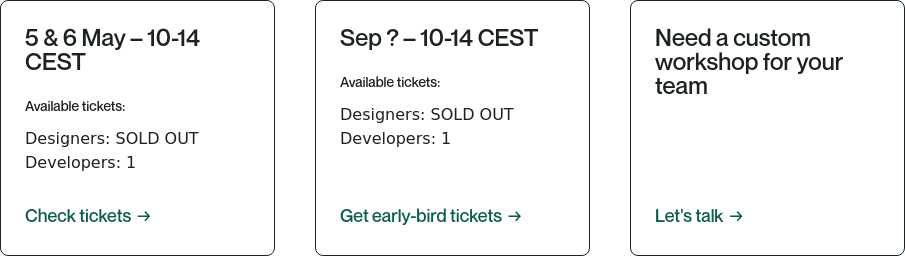 5 & 6 May – 10-14
CEST
Available tickets:
Designers: SOLD OUT
Developers: 1
Check tickets →
Sep ? – 10-14 CEST
Available tickets:
Designers: SOLD OUT
Developers: 1
Get early-bird tickets →
Need a custom
workshop for your
team
Let's talk →